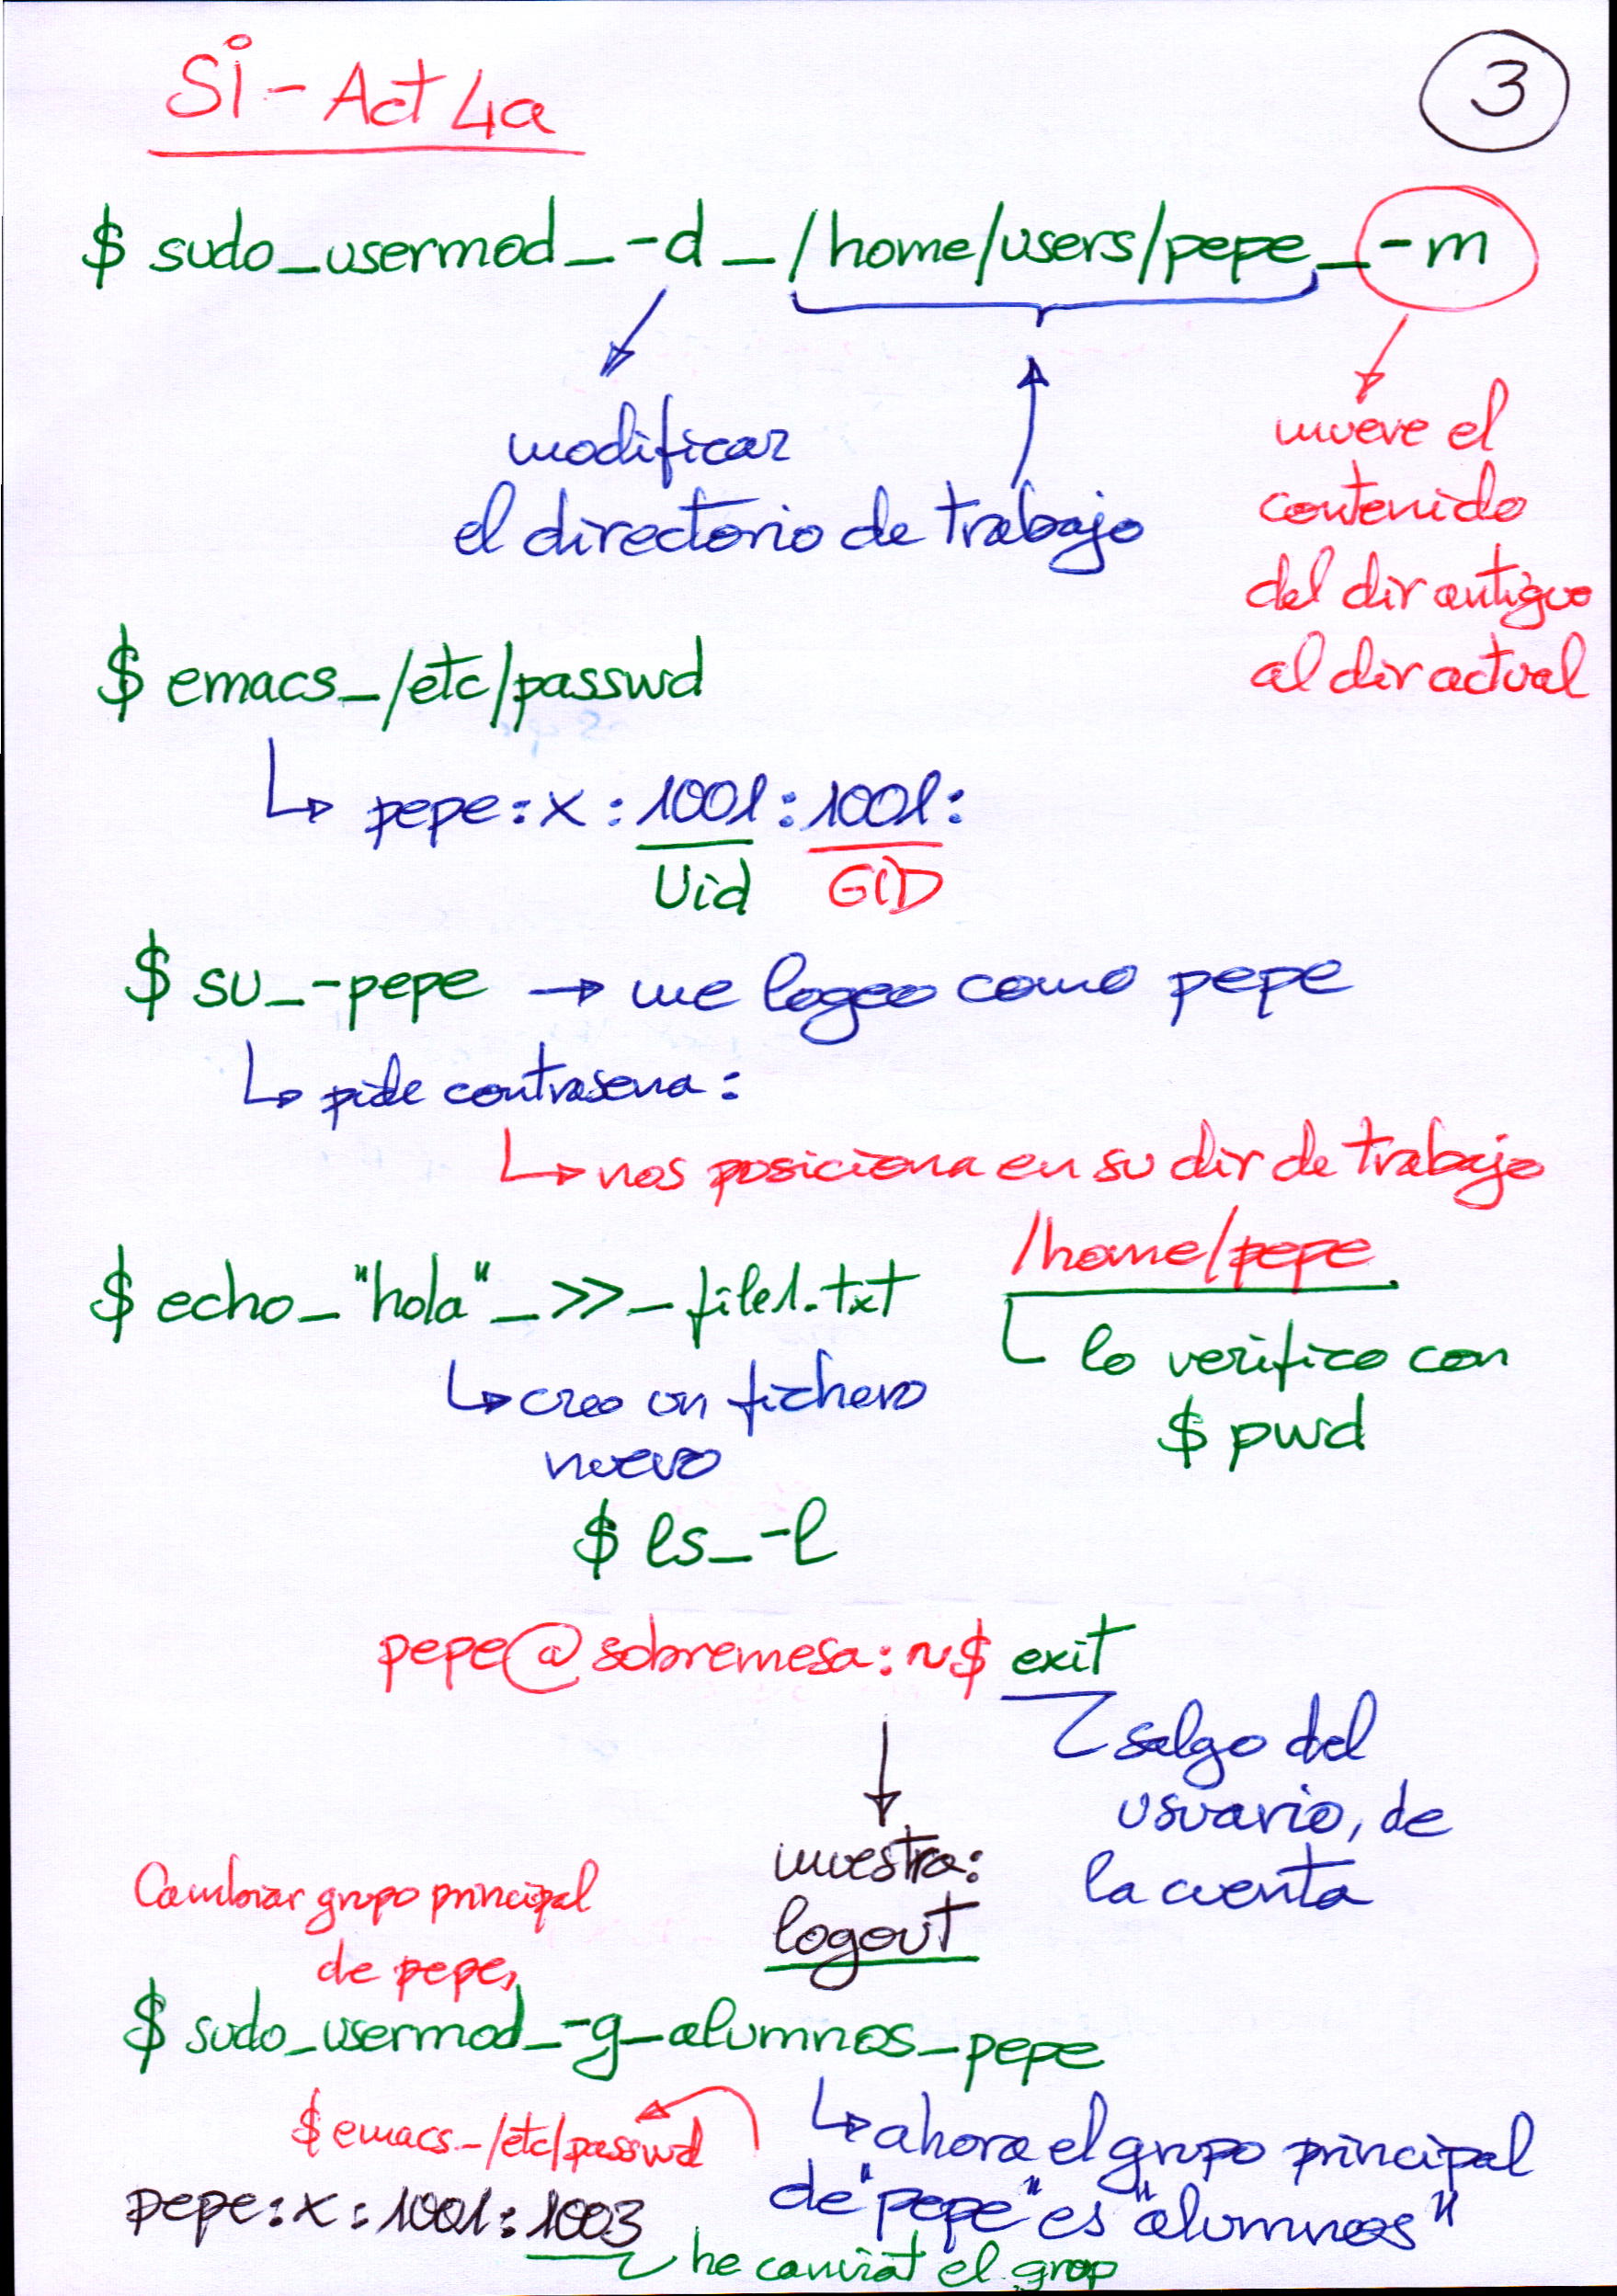 Si - Act 4a
3
$ sudo_usermod_-d_/home/users/pepe_-m
modificar
el directorio de trabajo
mueve el
contenido
del dir antiguo
al dir actual
$ emacs_/etc/passwd
pepe:x:1001:1001:
Uid GID
$ su_-pepe → me logeo como pepe
pide contrasena:
nos posiciona en su dir de trabajo
/home/pepe
$ echo_"hola"_>>_file1.txt
lo verifico con
$ pwd
creo un fichero
nuevo
$ ls_-l
pepe@sobremesa:~$ exit
salgo del
usuario, de
la cuenta
muestra:
logout
Cambiar grupo principal
de pepe,
$ sudo_usermod_-g_alumnos_pepe
$ emacs_/etc/passwd
ahora el grupo principal
de "pepe" es "alumnos"
pepe:x:1001:1003
he canviat el grop